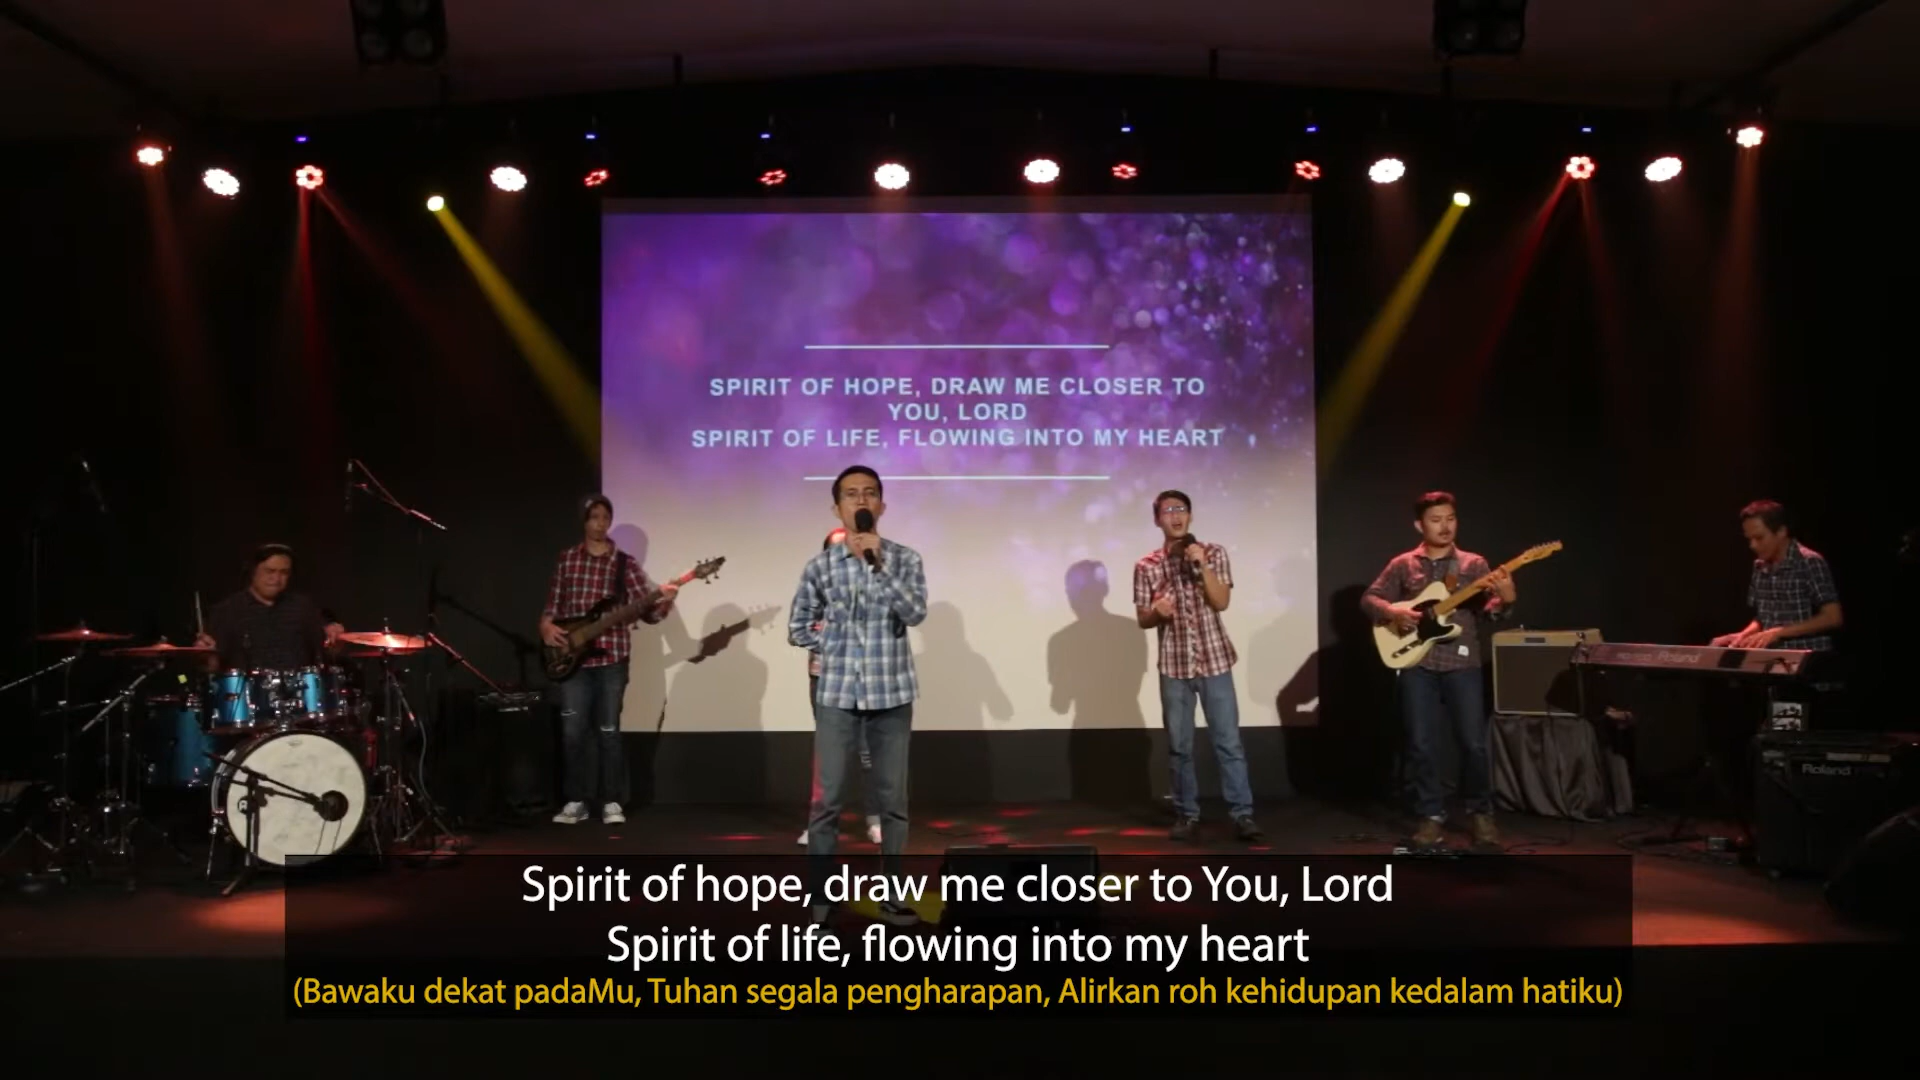 SPIRIT OF HOPE, DRAW ME CLOSER TO
YOU, LORD
SPIRIT OF LIFE, FLOWING INTO MY HEART
Roland
Roland
Spirit of hope, draw me closer to You, Lord
Spirit of life, flowing into my heart
(Bawaku dekat padaMu, Tuhan segala pengharapan, Alirkan roh kehidupan kedalam hatiku)